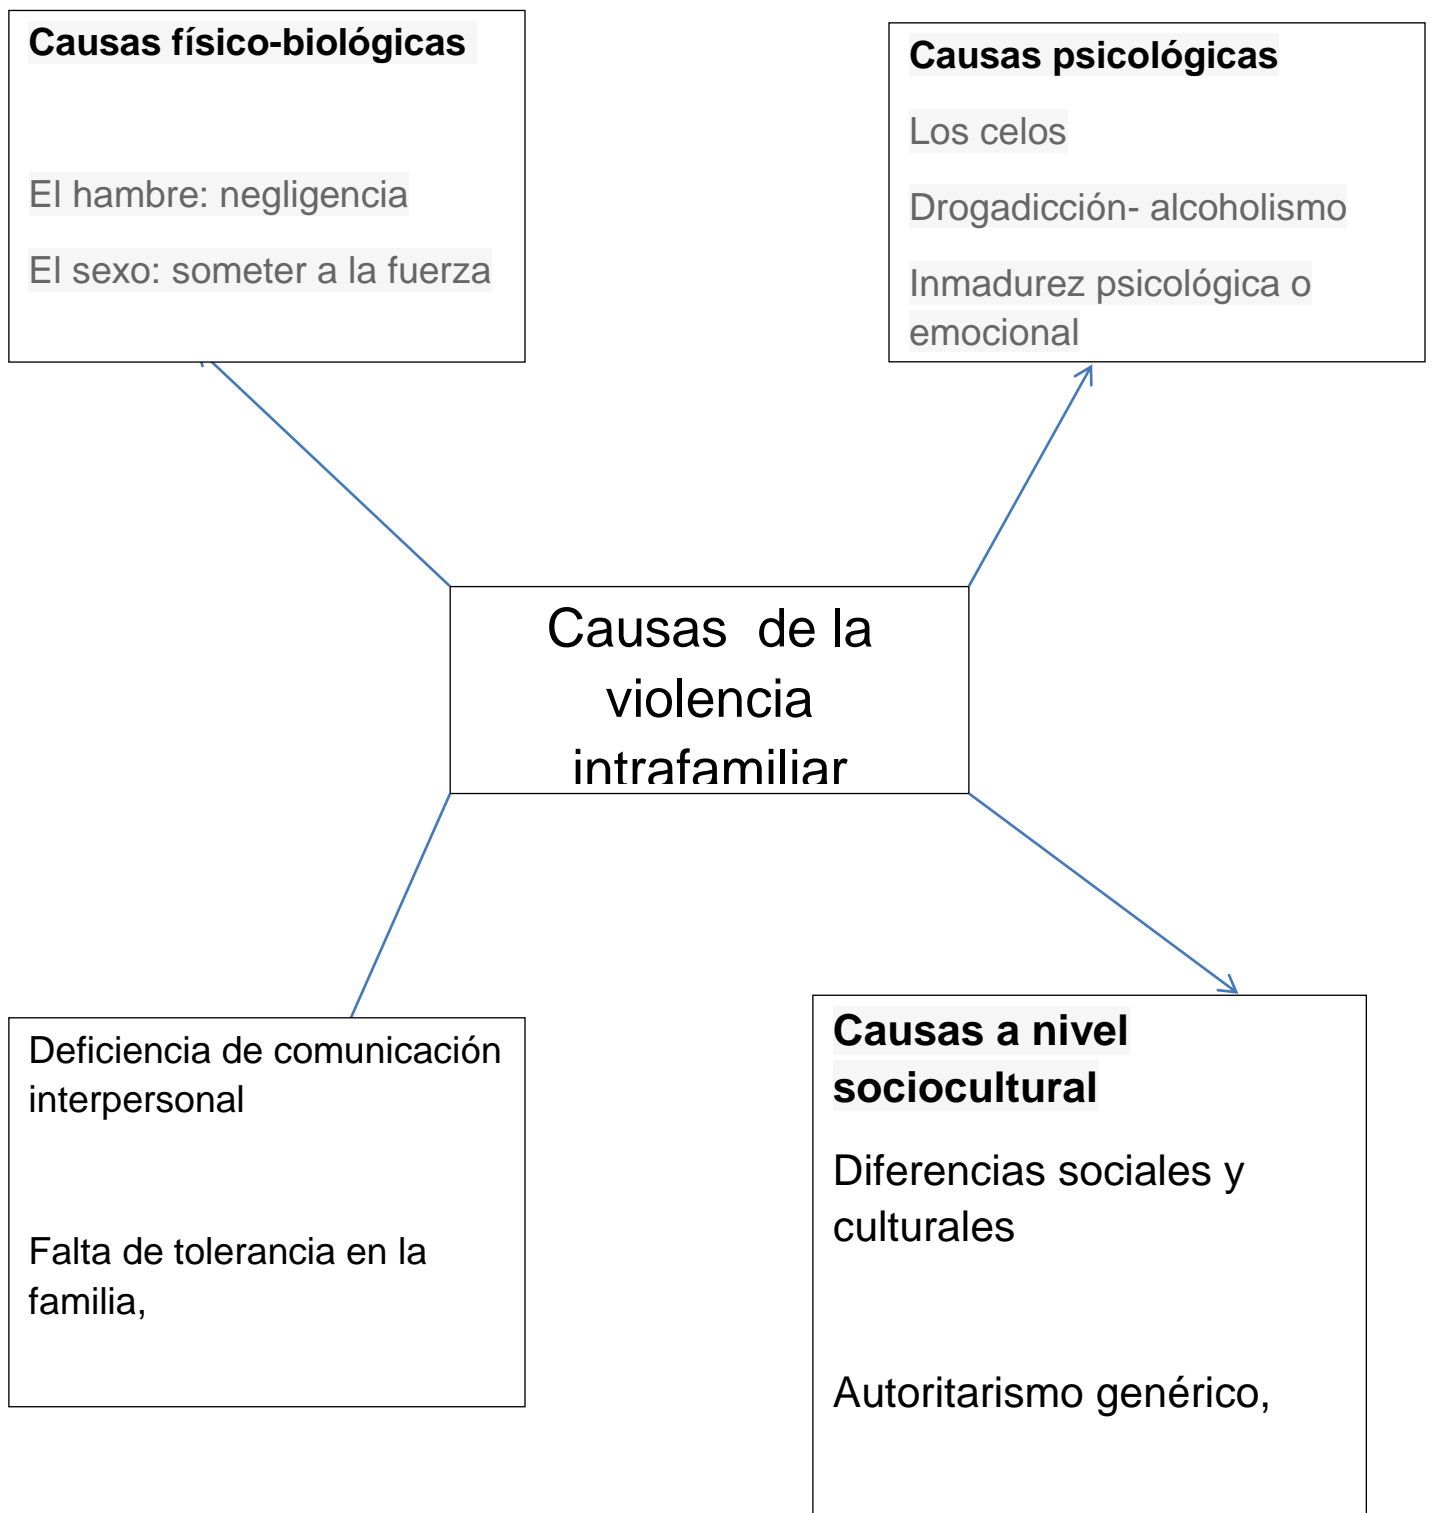 Causas físico-biológicas
El hambre: negligencia
El sexo: someter a la fuerza
Causas psicológicas
Los celos
Drogadicción- alcoholismo
Inmadurez psicológica o
emocional
Causas  de la
violencia
intrafamiliar
Deficiencia de comunicación
interpersonal
Falta de tolerancia en la
familia,
Causas a nivel
sociocultural
Diferencias sociales y
culturales
Autoritarismo genérico,